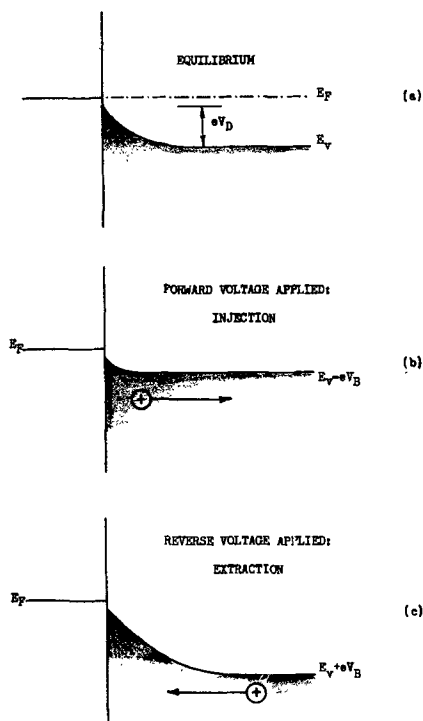 EQUILIBRIUM
E_F
(a)
eV_D
E_v
FORWARD VOLTAGE APPLIED:
INJECTION
E_F
(b)
E_v-eV_B
+
REVERSE VOLTAGE APPLIED:
EXTRACTION
E_F
(c)
E_v+eV_B
+